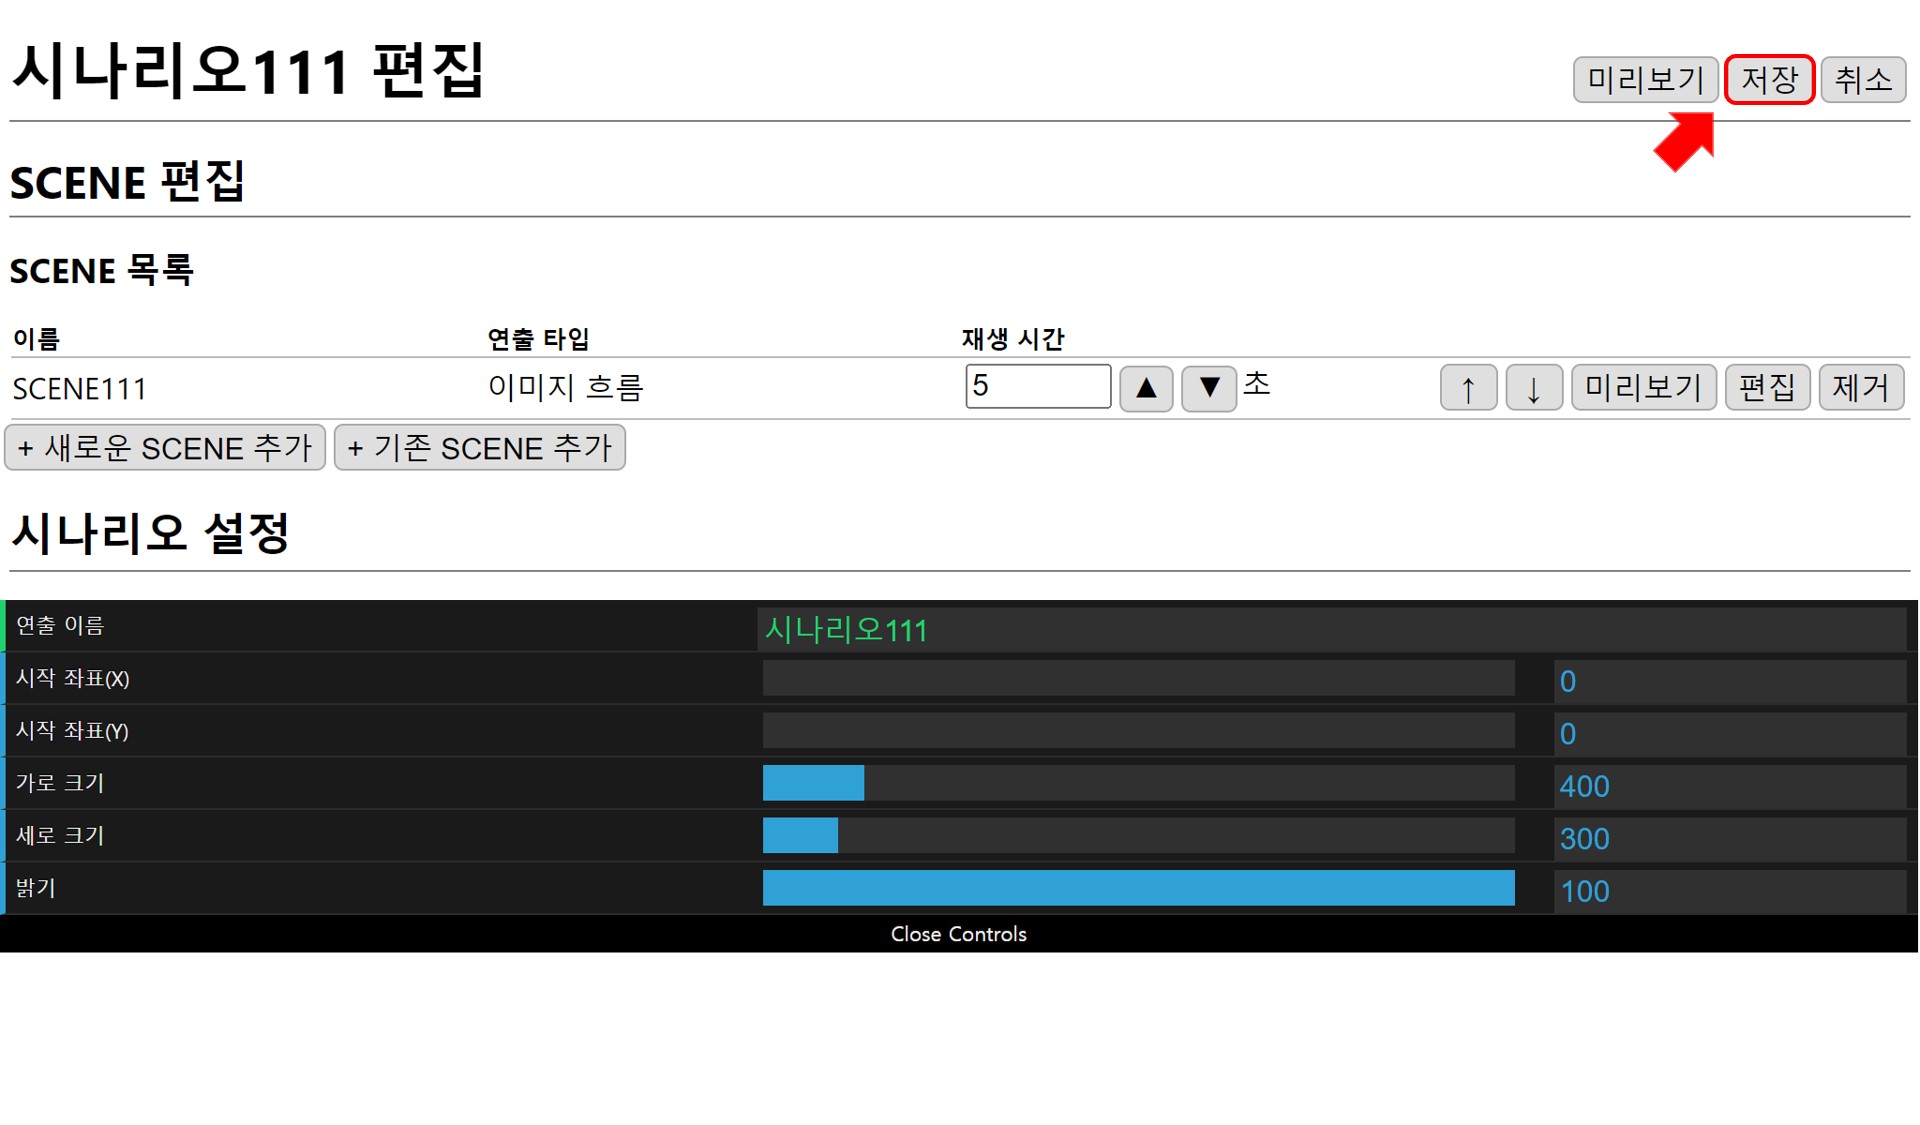 시나리오111 편집
미리보기 저장 취소
SCENE 편집
SCENE 목록
이름 연출 타입 재생 시간
SCENE111 이미지 흐름 5 ▲ ▼ 초 ↑ ↓ 미리보기 편집 제거
+ 새로운 SCENE 추가 + 기존 SCENE 추가
시나리오 설정
연출 이름 시나리오111
시작 좌표(X) 0
시작 좌표(Y) 0
가로 크기 400
세로 크기 300
밝기 100
Close Controls